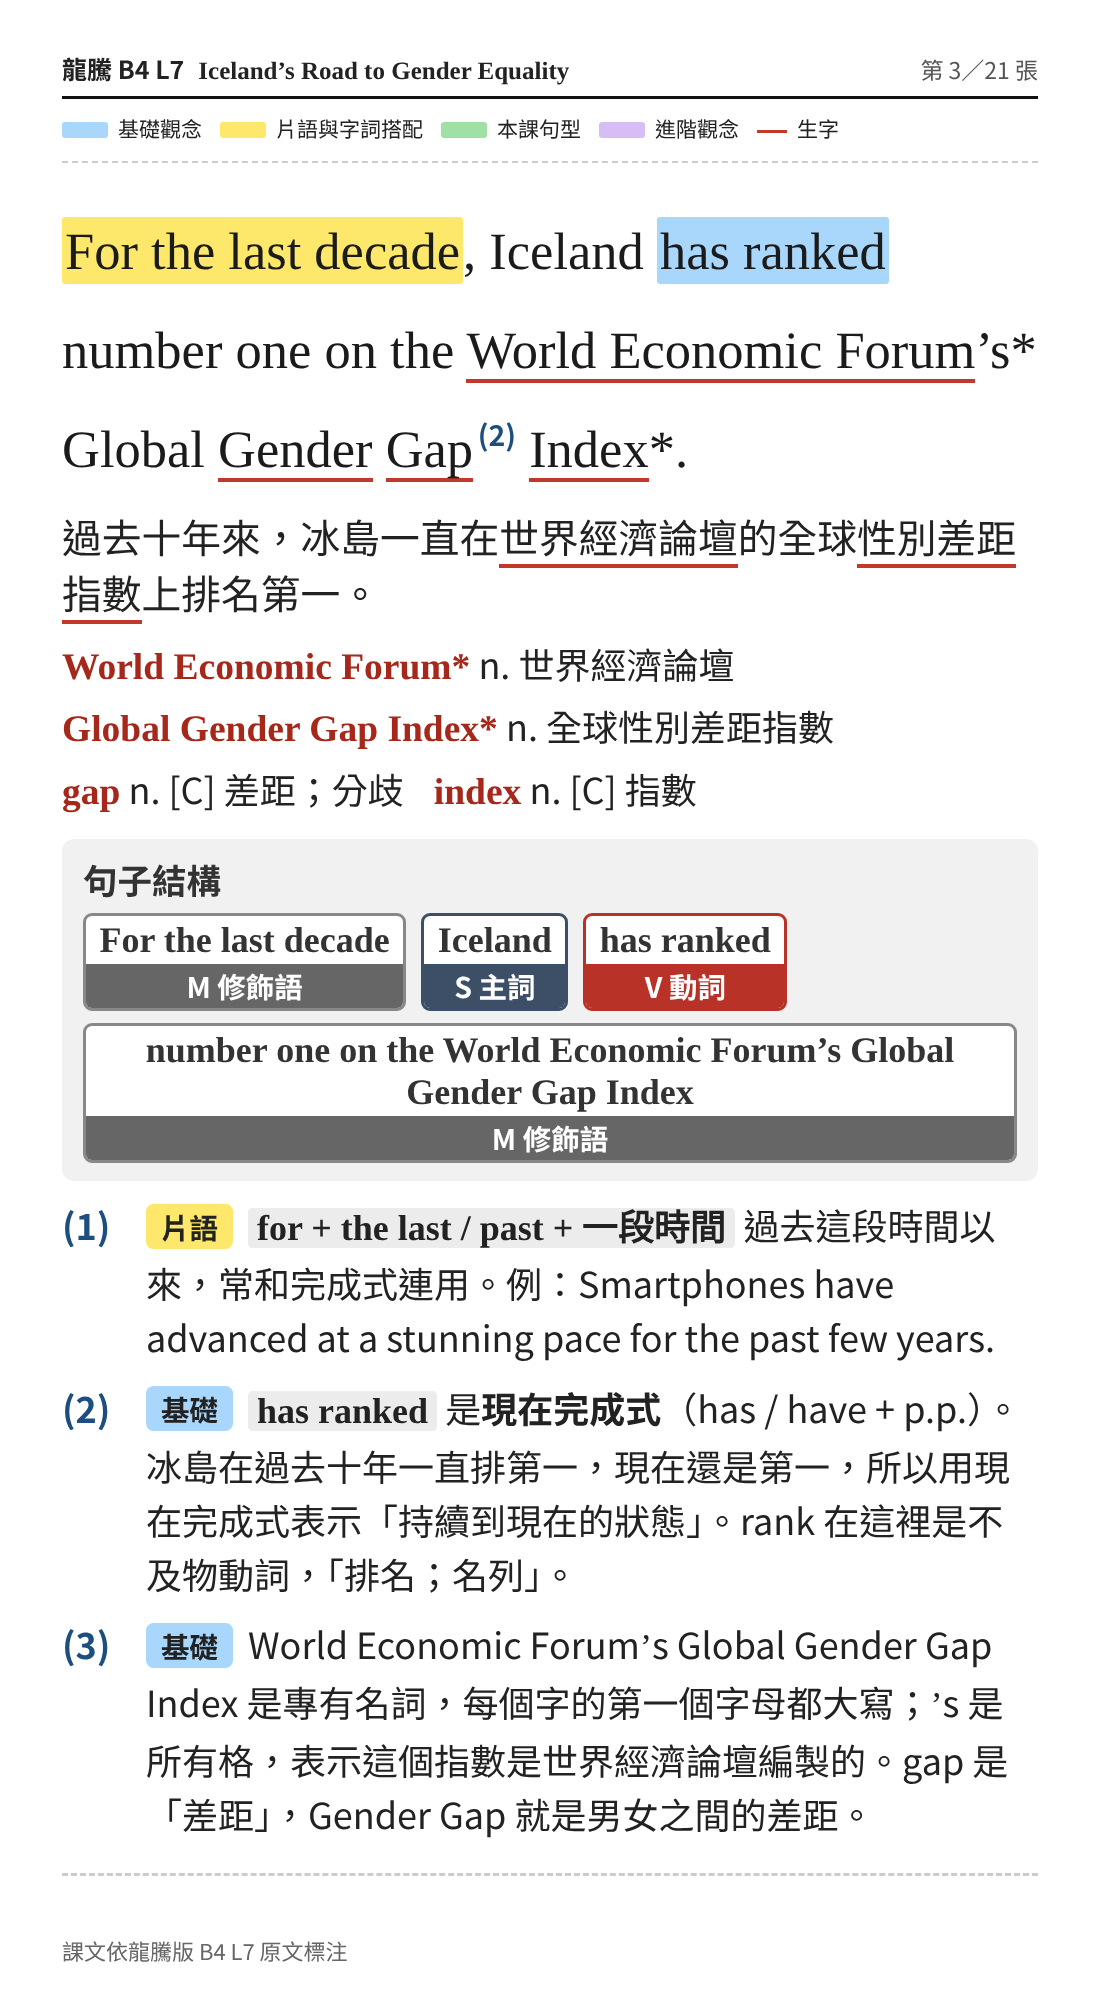 龍騰 B4 L7 Iceland’s Road to Gender Equality 第 3／21 張
基礎觀念 片語與字詞搭配 本課句型 進階觀念 生字
For the last decade, Iceland has ranked
number one on the World Economic Forum’s*
Global Gender Gap (2) Index*.
過去十年來，冰島一直在世界經濟論壇的全球性別差距
指數上排名第一。
World Economic Forum* n. 世界經濟論壇
Global Gender Gap Index* n. 全球性別差距指數
gap n. [C] 差距；分歧 index n. [C] 指數
句子結構
For the last decade Iceland has ranked
M 修飾語 S 主詞 V 動詞
number one on the World Economic Forum’s Global
Gender Gap Index
M 修飾語
(1) 片語 for + the last / past + 一段時間 過去這段時間以
來，常和完成式連用。例：Smartphones have
advanced at a stunning pace for the past few years.
(2) 基礎 has ranked 是現在完成式（has / have + p.p.）。
冰島在過去十年一直排第一，現在還是第一，所以用現
在完成式表示「持續到現在的狀態」。rank 在這裡是不
及物動詞，「排名；名列」。
(3) 基礎 World Economic Forum’s Global Gender Gap
Index 是專有名詞，每個字的第一個字母都大寫；’s 是
所有格，表示這個指數是世界經濟論壇編製的。gap 是
「差距」，Gender Gap 就是男女之間的差距。
課文依龍騰版 B4 L7 原文標注